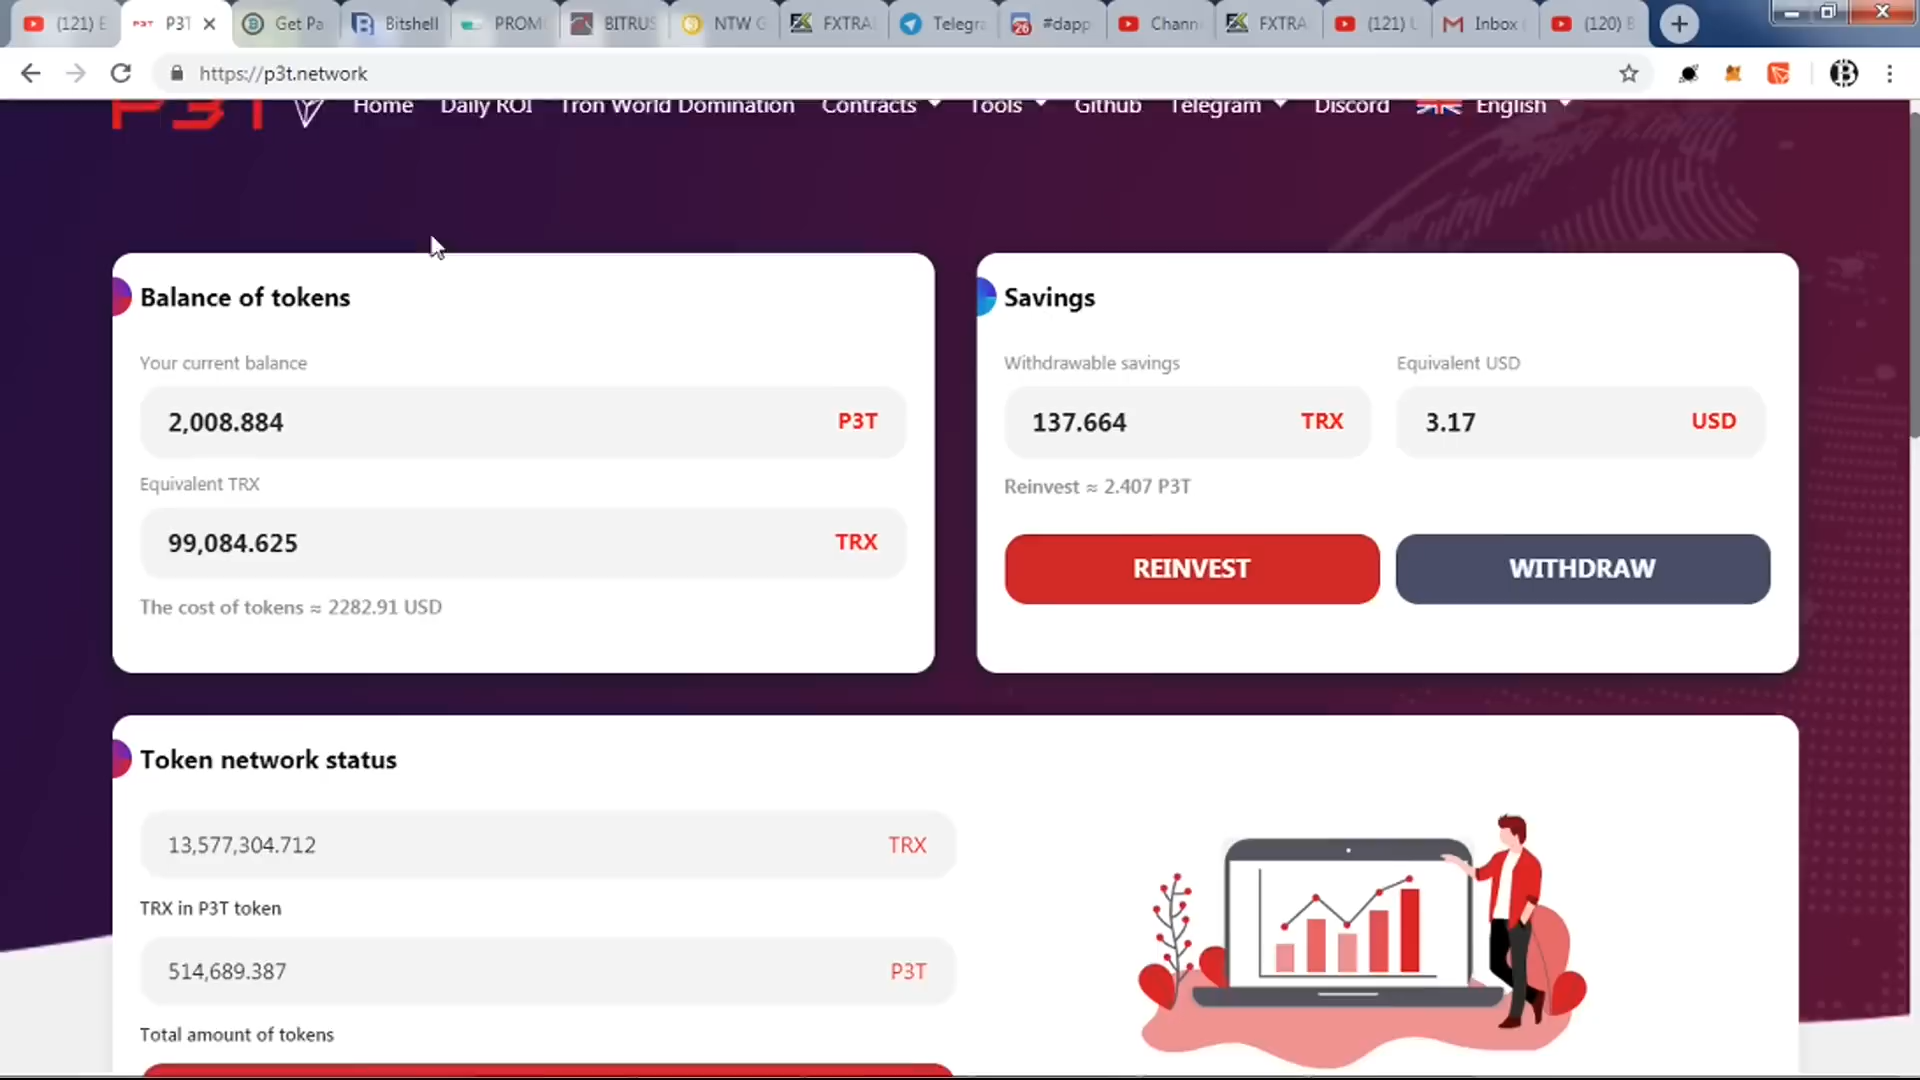 (121) E
P3T
Get Pa
Bitshell
PROM
BITRUS
NTW G
FXTRA
Telegra
#dapp
Chann
FXTRA
(121) U
Inbox
(120) B
https://p3t.network
P3T
Home
Daily ROI
Tron World Domination
Contracts
Tools
Github
Telegram
Discord
English
Balance of tokens
Your current balance
2,008.884 P3T
Equivalent TRX
99,084.625 TRX
The cost of tokens ≈ 2282.91 USD
Savings
Withdrawable savings
Equivalent USD
137.664 TRX
3.17 USD
Reinvest ≈ 2.407 P3T
REINVEST
WITHDRAW
Token network status
13,577,304.712 TRX
TRX in P3T token
514,689.387 P3T
Total amount of tokens